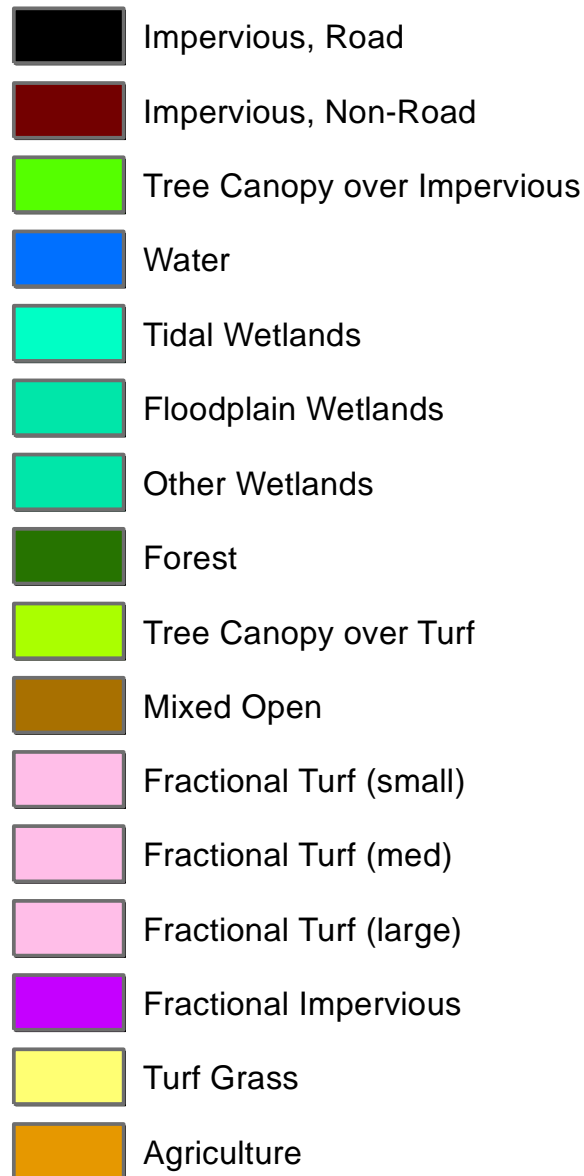 Impervious, Road
Impervious, Non-Road
Tree Canopy over Impervious
Water
Tidal Wetlands
Floodplain Wetlands
Other Wetlands
Forest
Tree Canopy over Turf
Mixed Open
Fractional Turf (small)
Fractional Turf (med)
Fractional Turf (large)
Fractional Impervious
Turf Grass
Agriculture